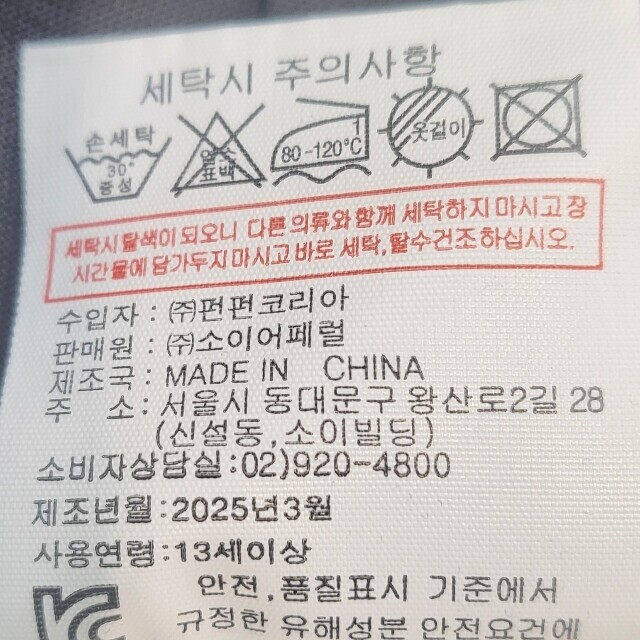 세탁시 주의사항
손세탁
30°
중성
염소
표백
1
80-120°C
옷걸이
세탁시 탈색이 되오니 다른 의류와 함께 세탁하지 마시고 장
시간 물에 담가두지 마시고 바로 세탁, 탈수건조하십시오.
수입자 : ㈜펀펀코리아
판매원 : ㈜소이어페럴
제조국 : MADE IN CHINA
주 소 : 서울시 동대문구 왕산로2길 28
(신설동, 소이빌딩)
소비자상담실:02)920-4800
제조년월:2025년3월
사용연령:13세이상
안전, 품질표시 기준에서
규정한 유해성분 안전요건에